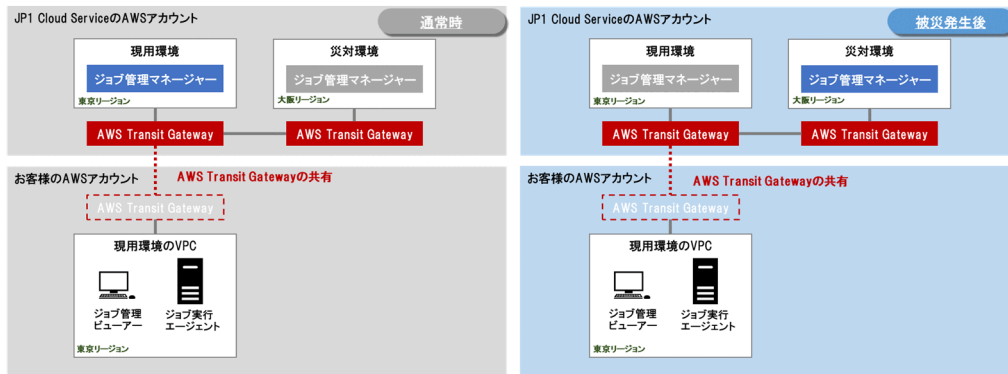 JP1 Cloud ServiceのAWSアカウント
通常時
現用環境
ジョブ管理マネージャー
東京リージョン
災対環境
ジョブ管理マネージャー
大阪リージョン
AWS Transit Gateway
AWS Transit Gateway
お客様のAWSアカウント
AWS Transit Gatewayの共有
AWS Transit Gateway
現用環境のVPC
ジョブ管理
ビューアー
ジョブ実行
エージェント
東京リージョン
JP1 Cloud ServiceのAWSアカウント
被災発生後
現用環境
ジョブ管理マネージャー
東京リージョン
災対環境
ジョブ管理マネージャー
大阪リージョン
AWS Transit Gateway
AWS Transit Gateway
お客様のAWSアカウント
AWS Transit Gatewayの共有
AWS Transit Gateway
現用環境のVPC
ジョブ管理
ビューアー
ジョブ実行
エージェント
東京リージョン